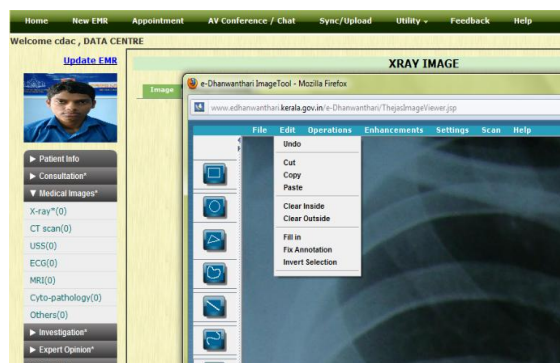 Home New EMR Appointment AV Conference / Chat Sync/Upload Utility Feedback Help
Welcome cdac , DATA CENTRE
Update EMR
XRAY IMAGE
Image
e-Dhanwanthari ImageTool - Mozilla Firefox
www.edhanwanthari.kerala.gov.in/e-Dhanwanthari/ThejasImageViewer.jsp
File Edit Operations Enhancements Settings Scan Help
Undo
Cut
Copy
Paste
Clear Inside
Clear Outside
Fill in
Fix Annotation
Invert Selection
Patient Info
Consultation*
Medical Images*
X-ray*(0)
CT scan(0)
USS(0)
ECG(0)
MRI(0)
Cyto-pathology(0)
Others(0)
Investigation*
Expert Opinion*